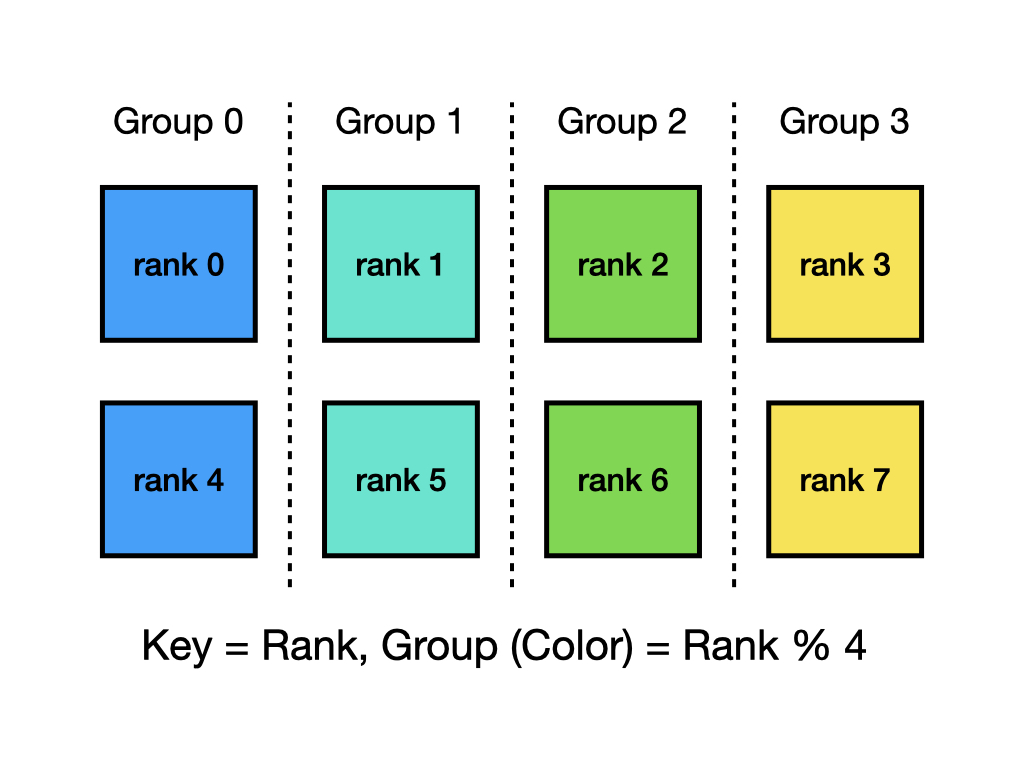 Group 0 Group 1 Group 2 Group 3
rank 0 rank 1 rank 2 rank 3
rank 4 rank 5 rank 6 rank 7
Key = Rank, Group (Color) = Rank % 4